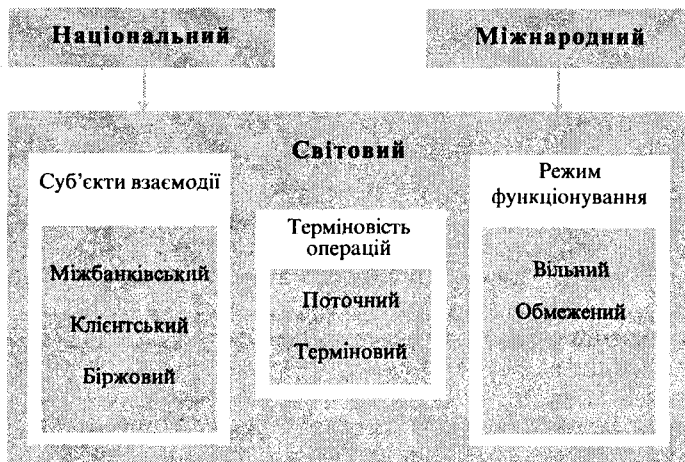 Національний
Міжнародний
Світовий
Суб’єкти взаємодії
Міжбанківський
Клієнтський
Біржовий
Терміновість
операцій
Поточний
Терміновий
Режим
функціонування
Вільний
Обмежений